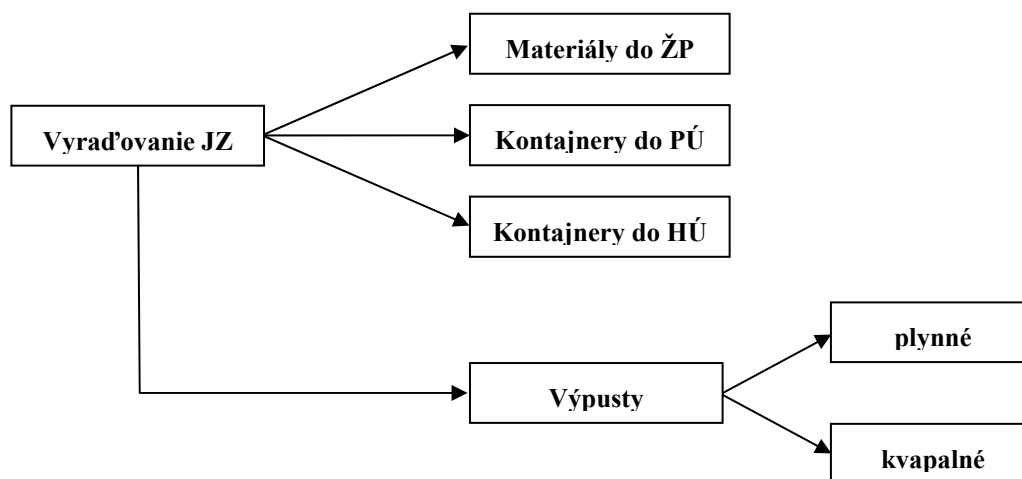 Materiály do ŽP
Vyraďovanie JZ
Kontajnery do PÚ
Kontajnery do HÚ
plynné
Výpusty
kvapalné